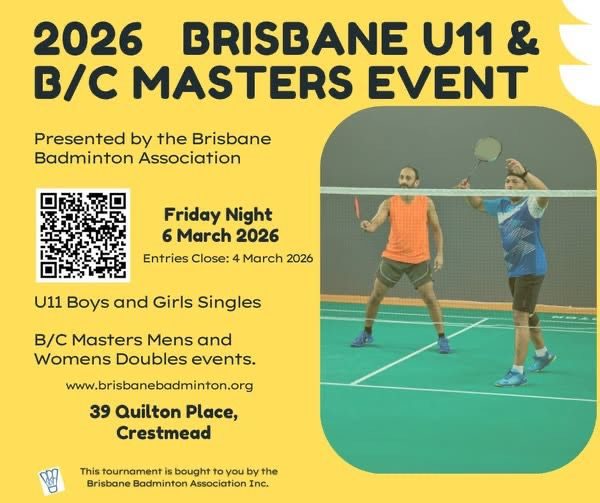 2026 BRISBANE U11 &
B/C MASTERS EVENT
Presented by the Brisbane
Badminton Association
Friday Night
6 March 2026
Entries Close: 4 March 2026
U11 Boys and Girls Singles
B/C Masters Mens and
Womens Doubles events.
www.brisbanebadminton.org
39 Quilton Place,
Crestmead
This tournament is bought to you by the
Brisbane Badminton Association Inc.